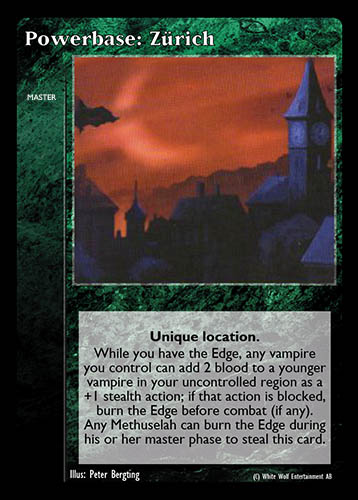 Powerbase: Zürich
MASTER
Unique location.
While you have the Edge, any vampire
you control can add 2 blood to a younger
vampire in your uncontrolled region as a
+1 stealth action; if that action is blocked,
burn the Edge before combat (if any).
Any Methuselah can burn the Edge during
his or her master phase to steal this card.
Illus: Peter Bergting
(C) White Wolf Entertainment AB